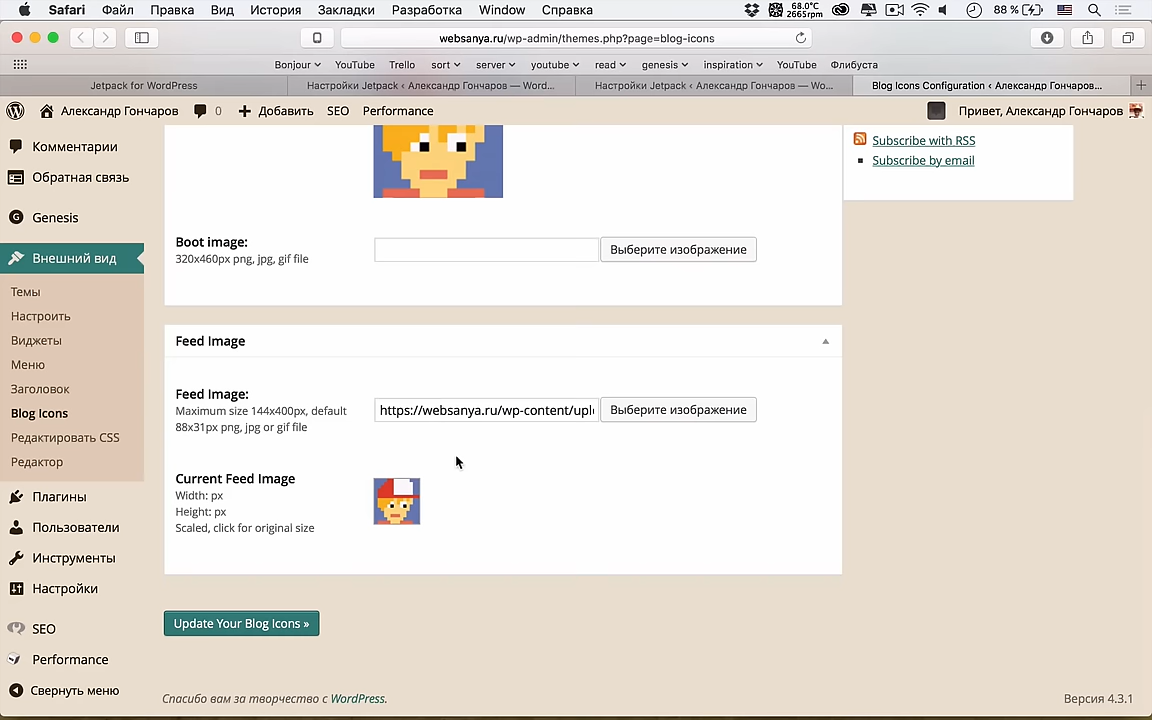 Safari Файл Правка Вид История Закладки Разработка Window Справка 68.0°C 2665rpm 88 %
websanya.ru/wp-admin/themes.php?page=blog-icons
Bonjour YouTube Trello sort server youtube read genesis inspiration YouTube Флибуста
Jetpack for WordPress Настройки Jetpack ‹ Александр Гончаров — Word... Настройки Jetpack ‹ Александр Гончаров — Wo... Blog Icons Configuration ‹ Александр Гончаров...
Александр Гончаров 0 Добавить SEO Performance Привет, Александр Гончаров
Комментарии
Обратная связь
Genesis
Внешний вид
Темы
Настроить
Виджеты
Меню
Заголовок
Blog Icons
Редактировать CSS
Редактор
Плагины
Пользователи
Инструменты
Настройки
SEO
Performance
Свернуть меню
Boot image:
320x460px png, jpg, gif file
Выберите изображение
Feed Image
Feed Image:
Maximum size 144x400px, default
88x31px png, jpg or gif file
https://websanya.ru/wp-content/upl
Выберите изображение
Current Feed Image
Width: px
Height: px
Scaled, click for original size
Update Your Blog Icons »
Subscribe with RSS
Subscribe by email
Спасибо вам за творчество с WordPress.
Версия 4.3.1